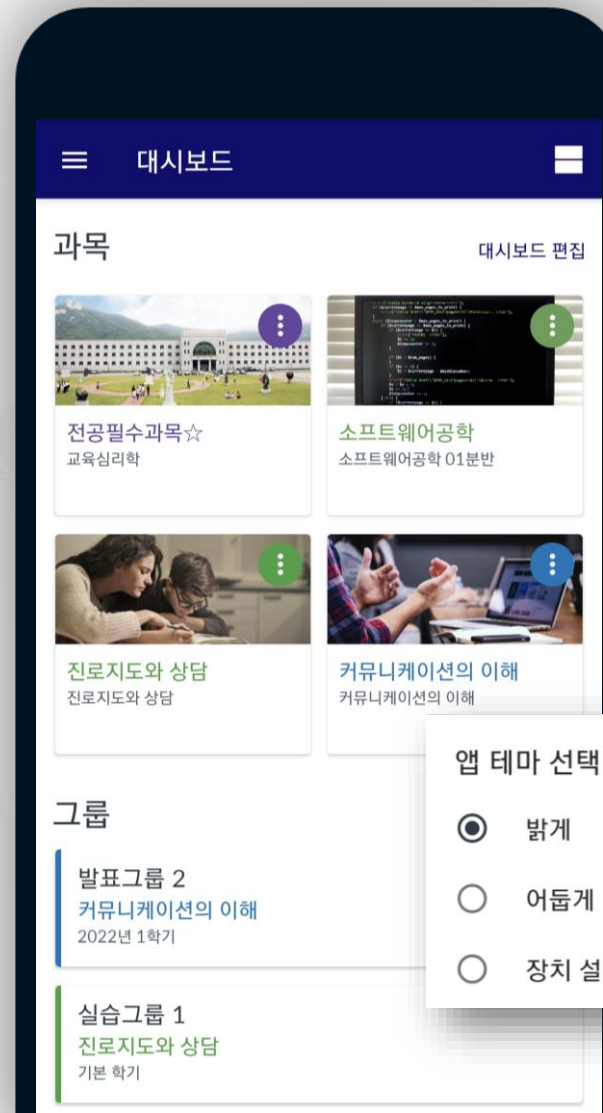 대시보드
과목
대시보드 편집
전공필수과목☆
교육심리학
소프트웨어공학
소프트웨어공학 01분반
진로지도와 상담
진로지도와 상담
커뮤니케이션의 이해
커뮤니케이션의 이해
그룹
발표그룹 2
커뮤니케이션의 이해
2022년 1학기
실습그룹 1
진로지도와 상담
기본 학기
앱 테마 선택
밝게
어둡게
장치 설